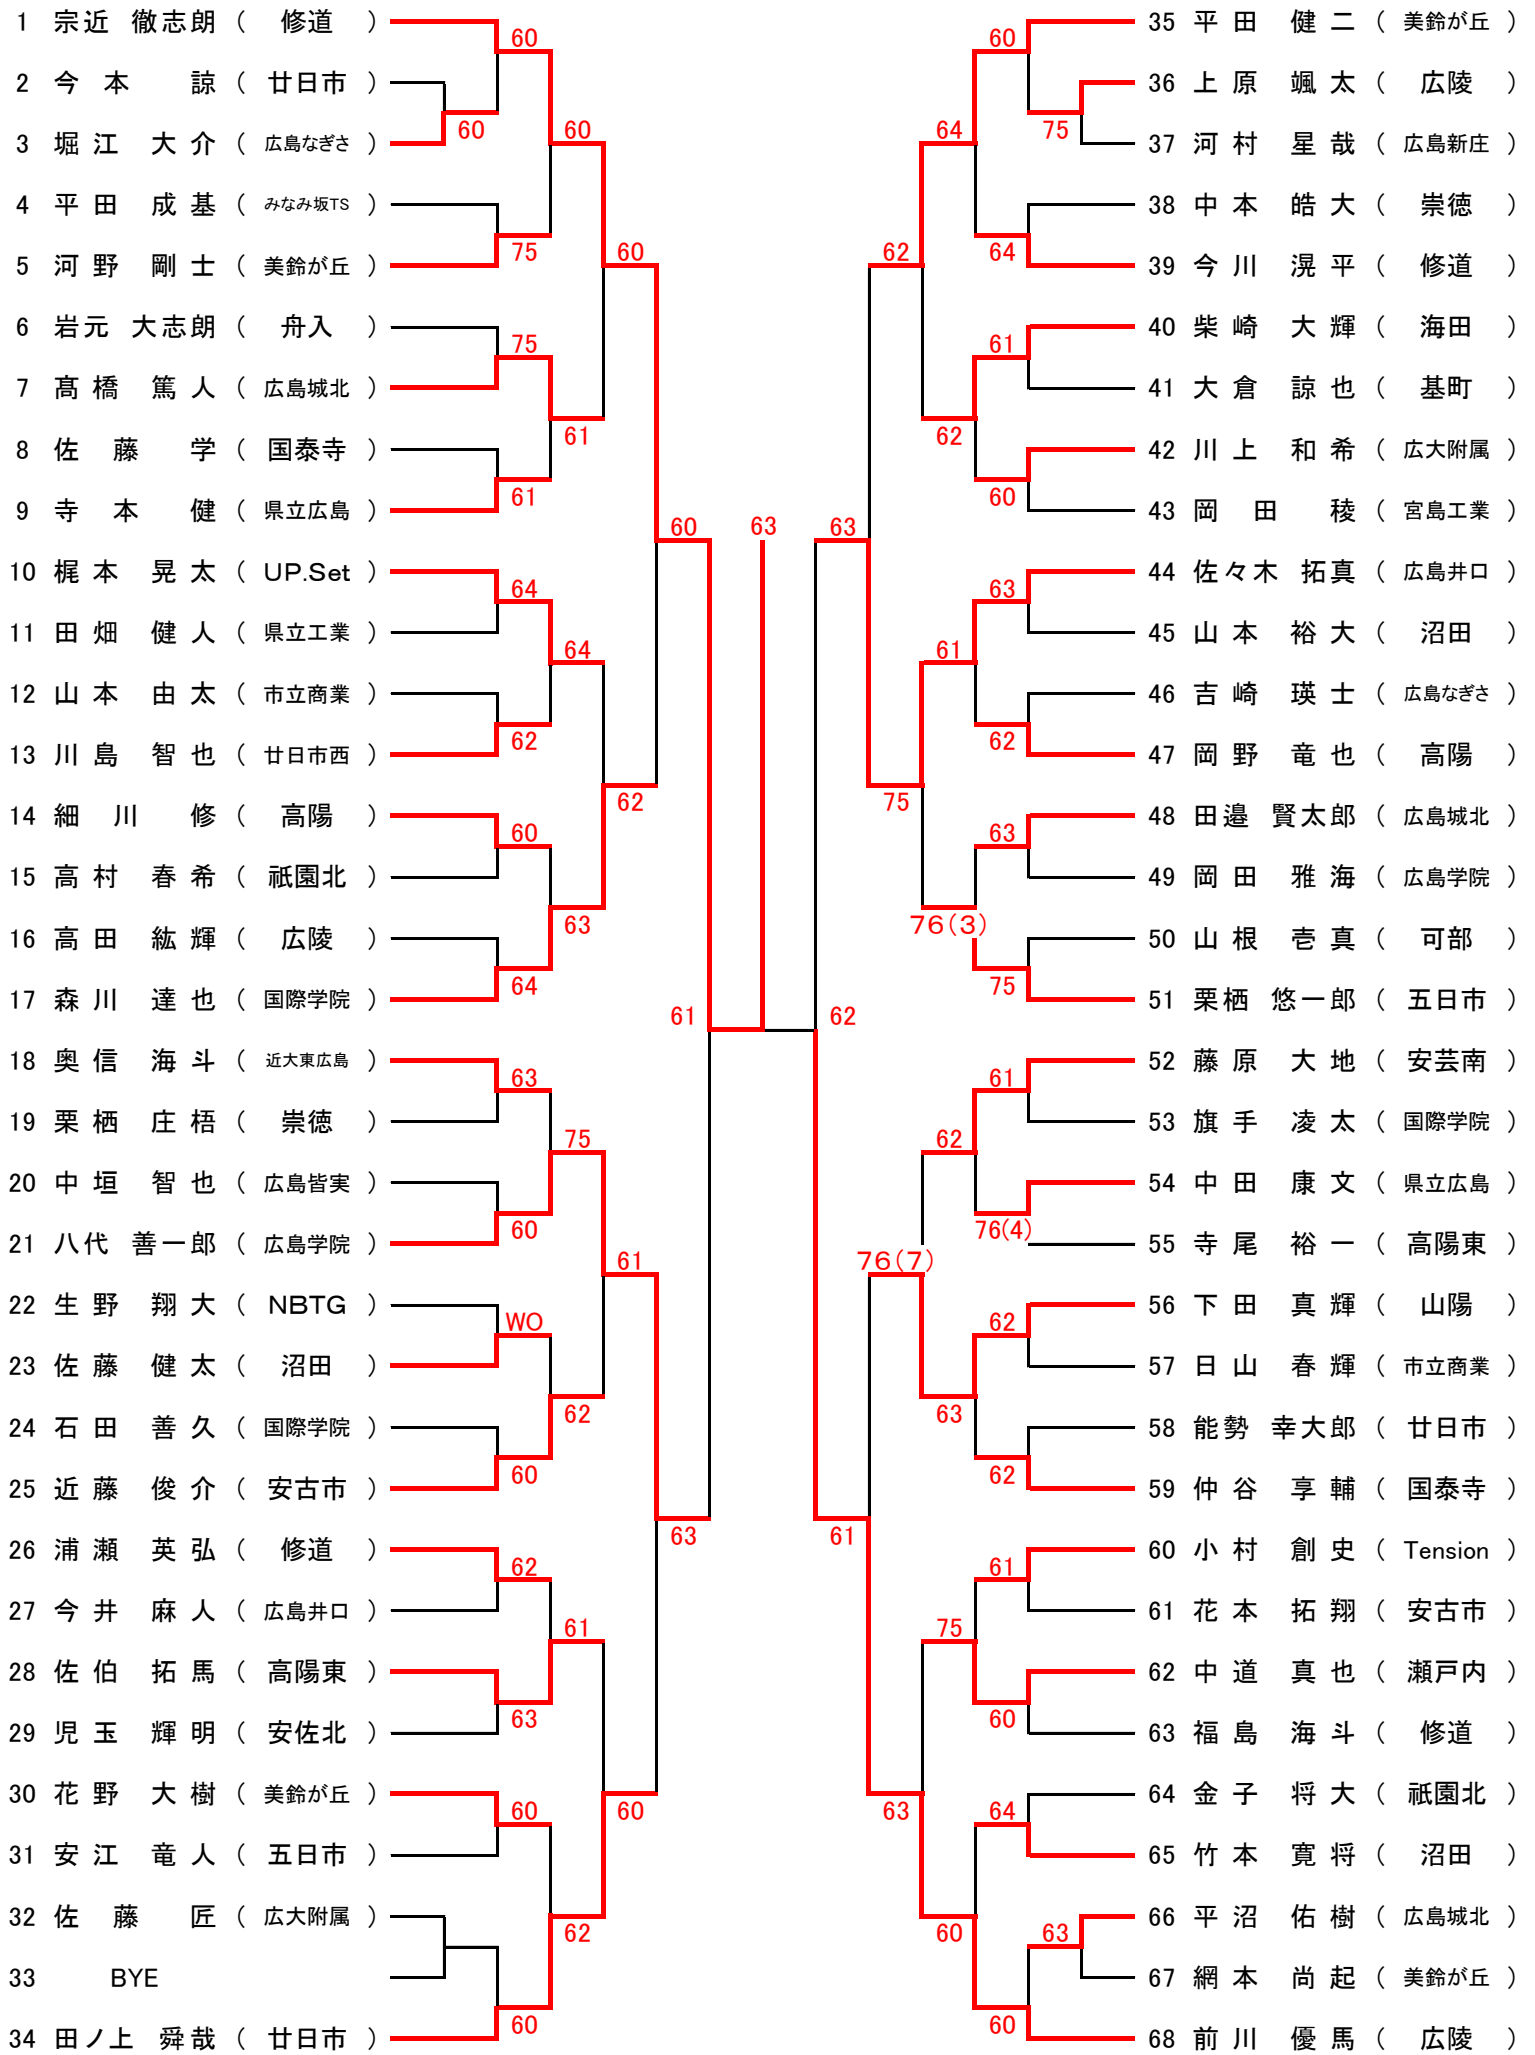 1 宗近 徹志朗 ( 修道 )
2 今本 諒 ( 廿日市 )
3 堀江 大介 ( 広島なぎさ )
4 平田 成基 ( みなみ坂TS )
5 河野 剛士 ( 美鈴が丘 )
6 岩元 大志朗 ( 舟入 )
7 髙橋 篤人 ( 広島城北 )
8 佐藤 学 ( 国泰寺 )
9 寺本 健 ( 県立広島 )
10 梶本 晃太 ( UP.Set )
11 田畑 健人 ( 県立工業 )
12 山本 由太 ( 市立商業 )
13 川島 智也 ( 廿日市西 )
14 細川 修 ( 高陽 )
15 高村 春希 ( 祇園北 )
16 高田 紘輝 ( 広陵 )
17 森川 達也 ( 国際学院 )
18 奥信 海斗 ( 近大東広島 )
19 栗栖 庄梧 ( 崇徳 )
20 中垣 智也 ( 広島皆実 )
21 八代 善一郎 ( 広島学院 )
22 生野 翔大 ( NBTG )
23 佐藤 健太 ( 沼田 )
24 石田 善久 ( 国際学院 )
25 近藤 俊介 ( 安古市 )
26 浦瀬 英弘 ( 修道 )
27 今井 麻人 ( 広島井口 )
28 佐伯 拓馬 ( 高陽東 )
29 児玉 輝明 ( 安佐北 )
30 花野 大樹 ( 美鈴が丘 )
31 安江 竜人 ( 五日市 )
32 佐藤 匠 ( 広大附属 )
33 BYE
34 田ノ上 舜哉 ( 廿日市 )
60
60
75
75
61
64
62
60
64
63
60
WO
60
62
63
60
60
60
61
64
63
75
62
61
62
60
62
61
60
60
63
61
63
62
63
61
62
75
76(7)
63
64
62
61
76(3)
62
63
75
60
60
64
61
60
63
62
63
75
61
76(4)
62
62
61
60
64
60
75
63
35 平田 健二 ( 美鈴が丘 )
36 上原 颯太 ( 広陵 )
37 河村 星哉 ( 広島新庄 )
38 中本 皓大 ( 崇徳 )
39 今川 滉平 ( 修道 )
40 柴崎 大輝 ( 海田 )
41 大倉 諒也 ( 基町 )
42 川上 和希 ( 広大附属 )
43 岡田 稜 ( 宮島工業 )
44 佐々木 拓真 ( 広島井口 )
45 山本 裕大 ( 沼田 )
46 吉崎 瑛士 ( 広島なぎさ )
47 岡野 竜也 ( 高陽 )
48 田邉 賢太郎 ( 広島城北 )
49 岡田 雅海 ( 広島学院 )
50 山根 壱真 ( 可部 )
51 栗栖 悠一郎 ( 五日市 )
52 藤原 大地 ( 安芸南 )
53 旗手 凌太 ( 国際学院 )
54 中田 康文 ( 県立広島 )
55 寺尾 裕一 ( 高陽東 )
56 下田 真輝 ( 山陽 )
57 日山 春輝 ( 市立商業 )
58 能勢 幸大郎 ( 廿日市 )
59 仲谷 享輔 ( 国泰寺 )
60 小村 創史 ( Tension )
61 花本 拓翔 ( 安古市 )
62 中道 真也 ( 瀬戸内 )
63 福島 海斗 ( 修道 )
64 金子 将大 ( 祇園北 )
65 竹本 寛将 ( 沼田 )
66 平沼 佑樹 ( 広島城北 )
67 網本 尚起 ( 美鈴が丘 )
68 前川 優馬 ( 広陵 )